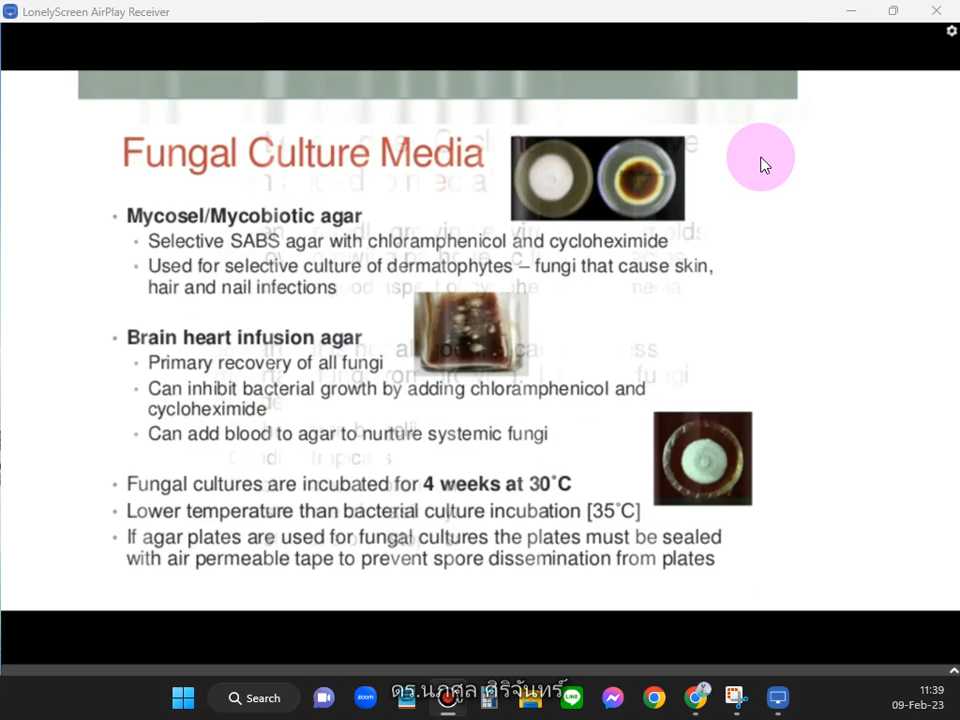 LonelyScreen AirPlay Receiver
Fungal Culture Media
• Mycosel/Mycobiotic agar
• Selective SABS agar with chloramphenicol and cycloheximide
• Used for selective culture of dermatophytes – fungi that cause skin,
hair and nail infections
• Brain heart infusion agar
• Primary recovery of all fungi
• Can inhibit bacterial growth by adding chloramphenicol and
cycloheximide
• Can add blood to agar to nurture systemic fungi
• Fungal cultures are incubated for 4 weeks at 30˚C
• Lower temperature than bacterial culture incubation [35˚C]
• If agar plates are used for fungal cultures the plates must be sealed
with air permeable tape to prevent spore dissemination from plates
Search
zoom
ดร.นภศูล ศิริจันทร์
LINE
11:39
09-Feb-23